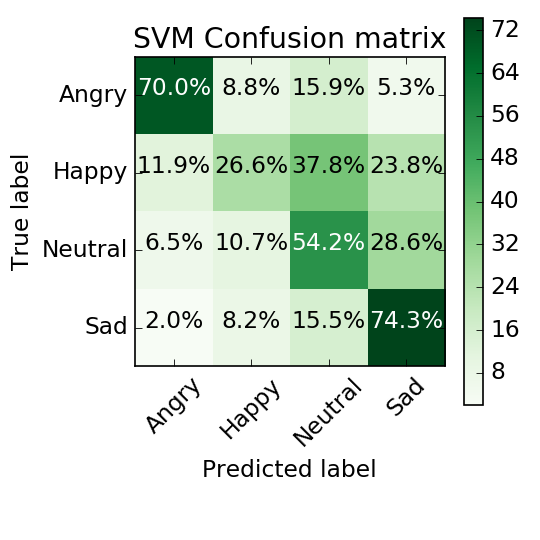 SVM Confusion matrix
True label
Angry 70.0% 8.8% 15.9% 5.3%
Happy 11.9% 26.6% 37.8% 23.8%
Neutral 6.5% 10.7% 54.2% 28.6%
Sad 2.0% 8.2% 15.5% 74.3%
Angry Happy Neutral Sad
Predicted label
72
64
56
48
40
32
24
16
8